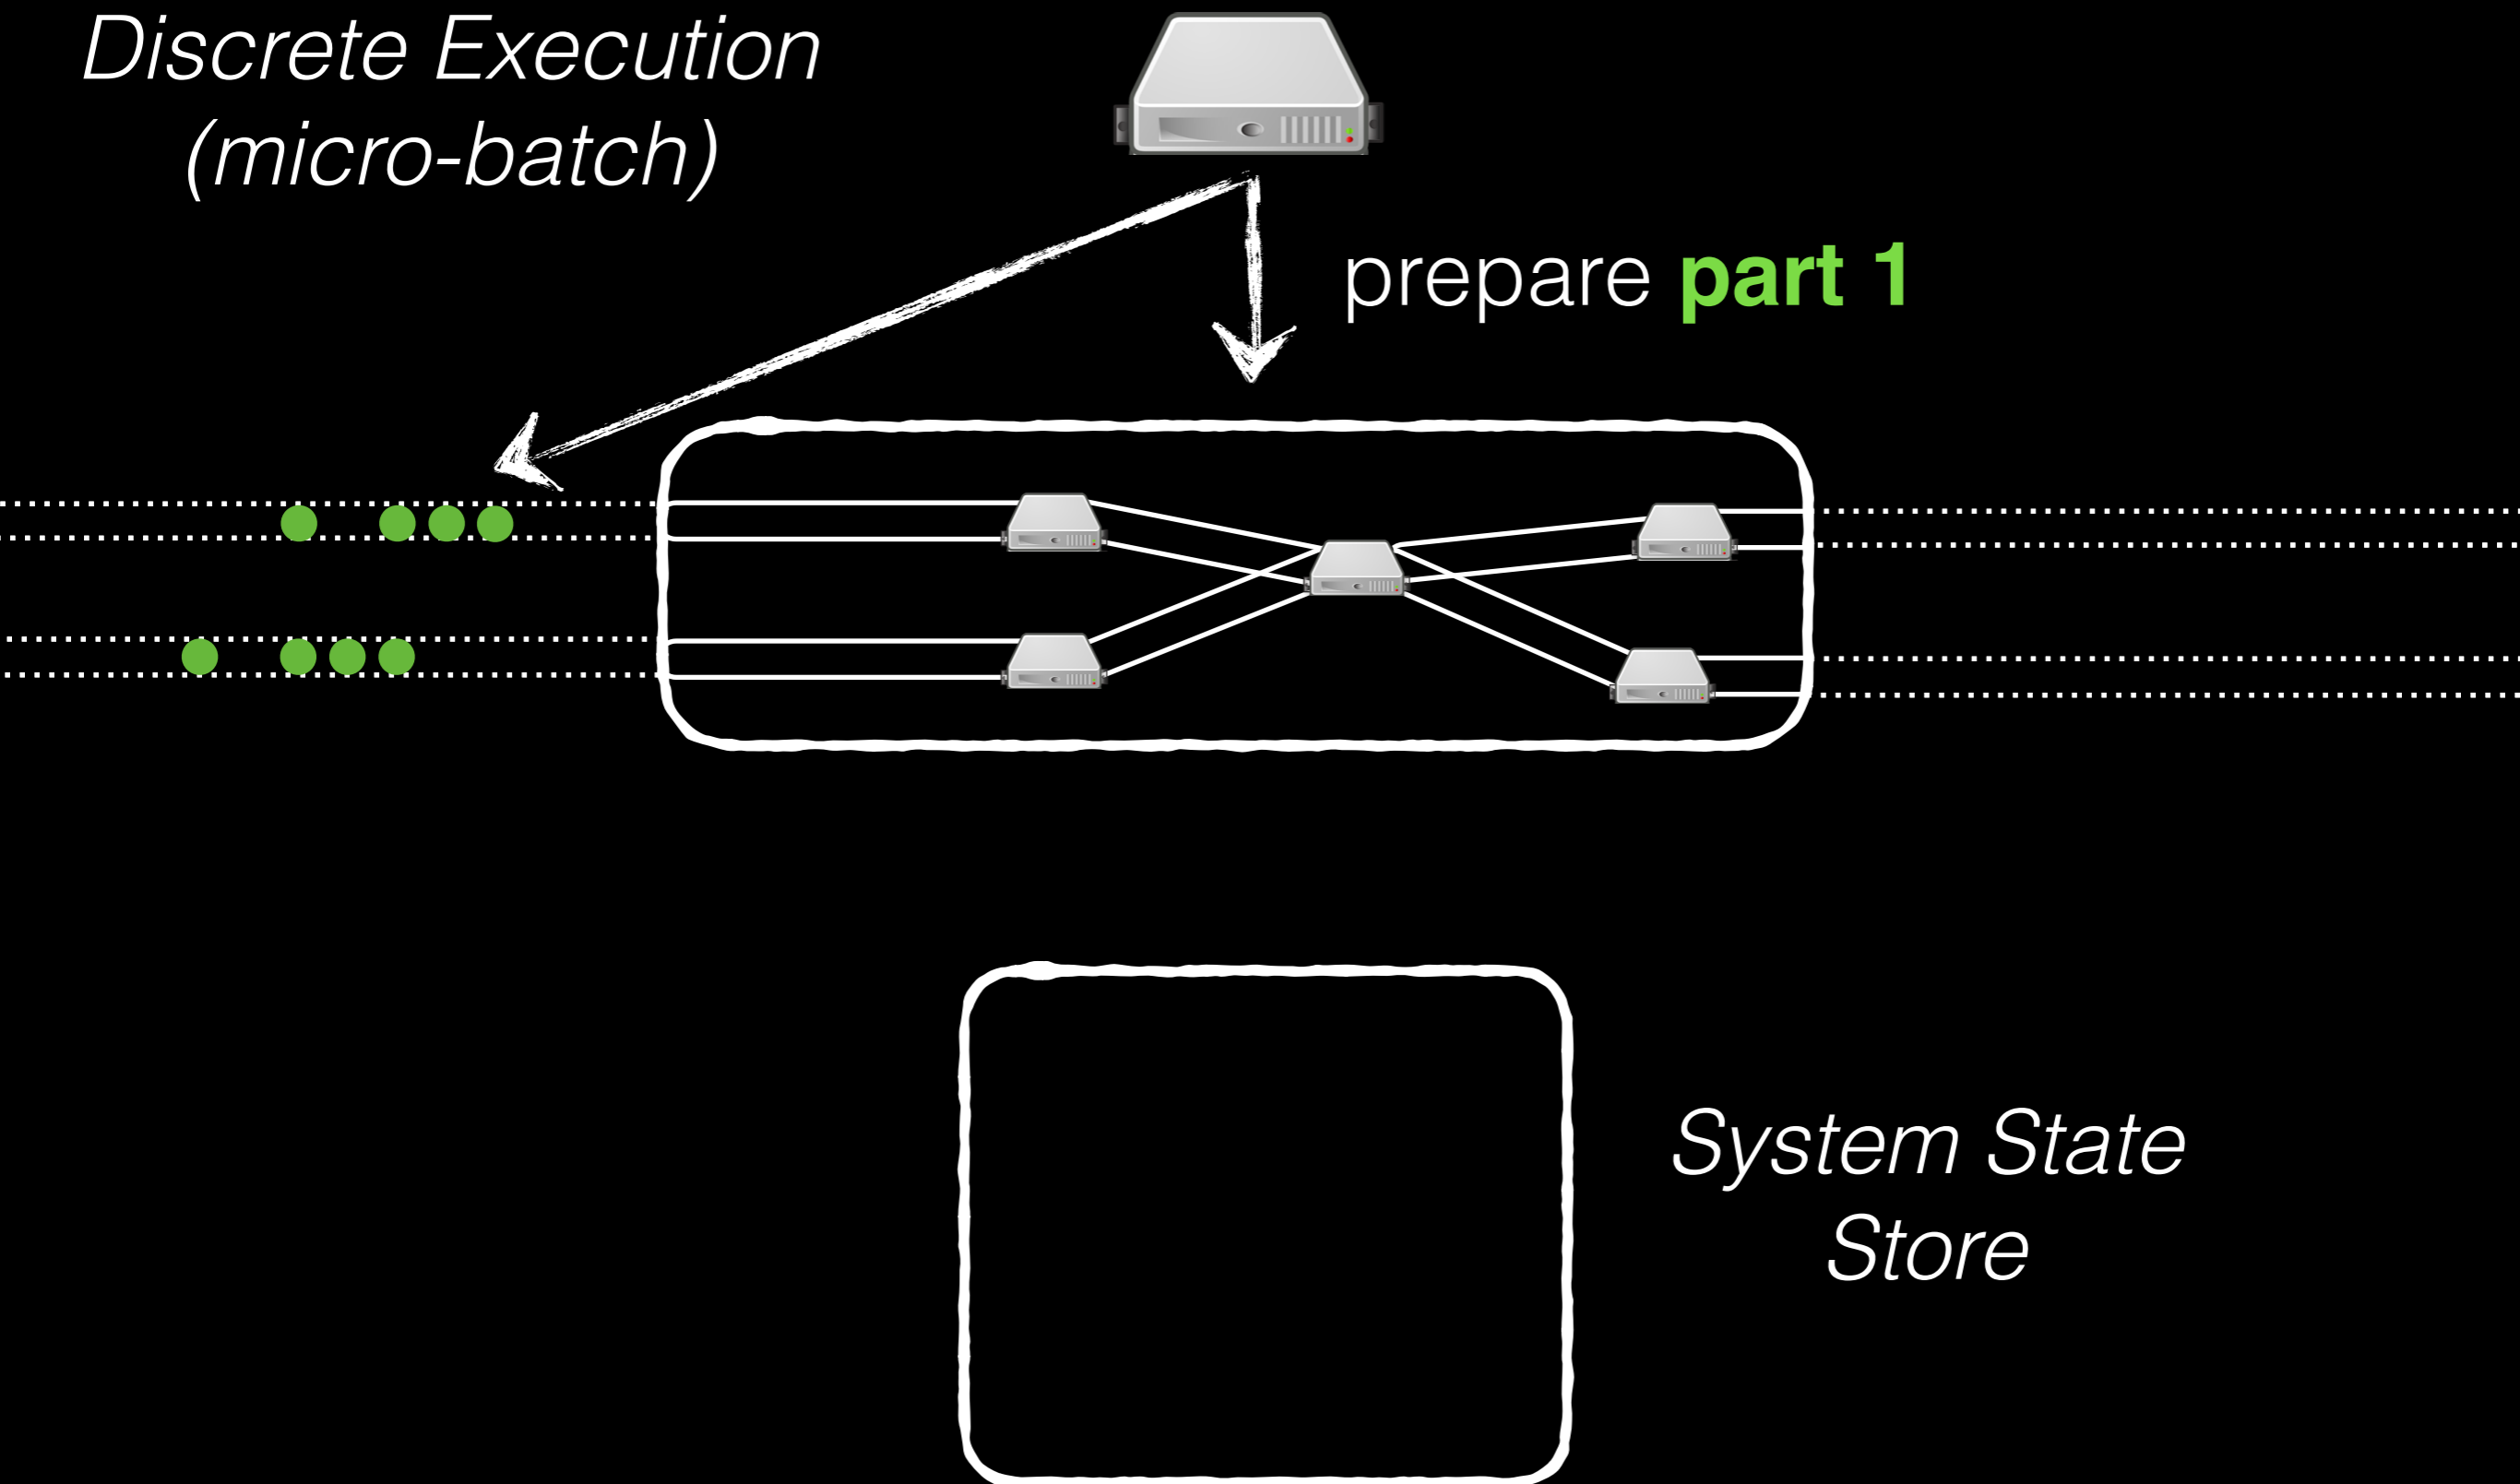 Discrete Execution
(micro-batch)
prepare part 1
System State
Store